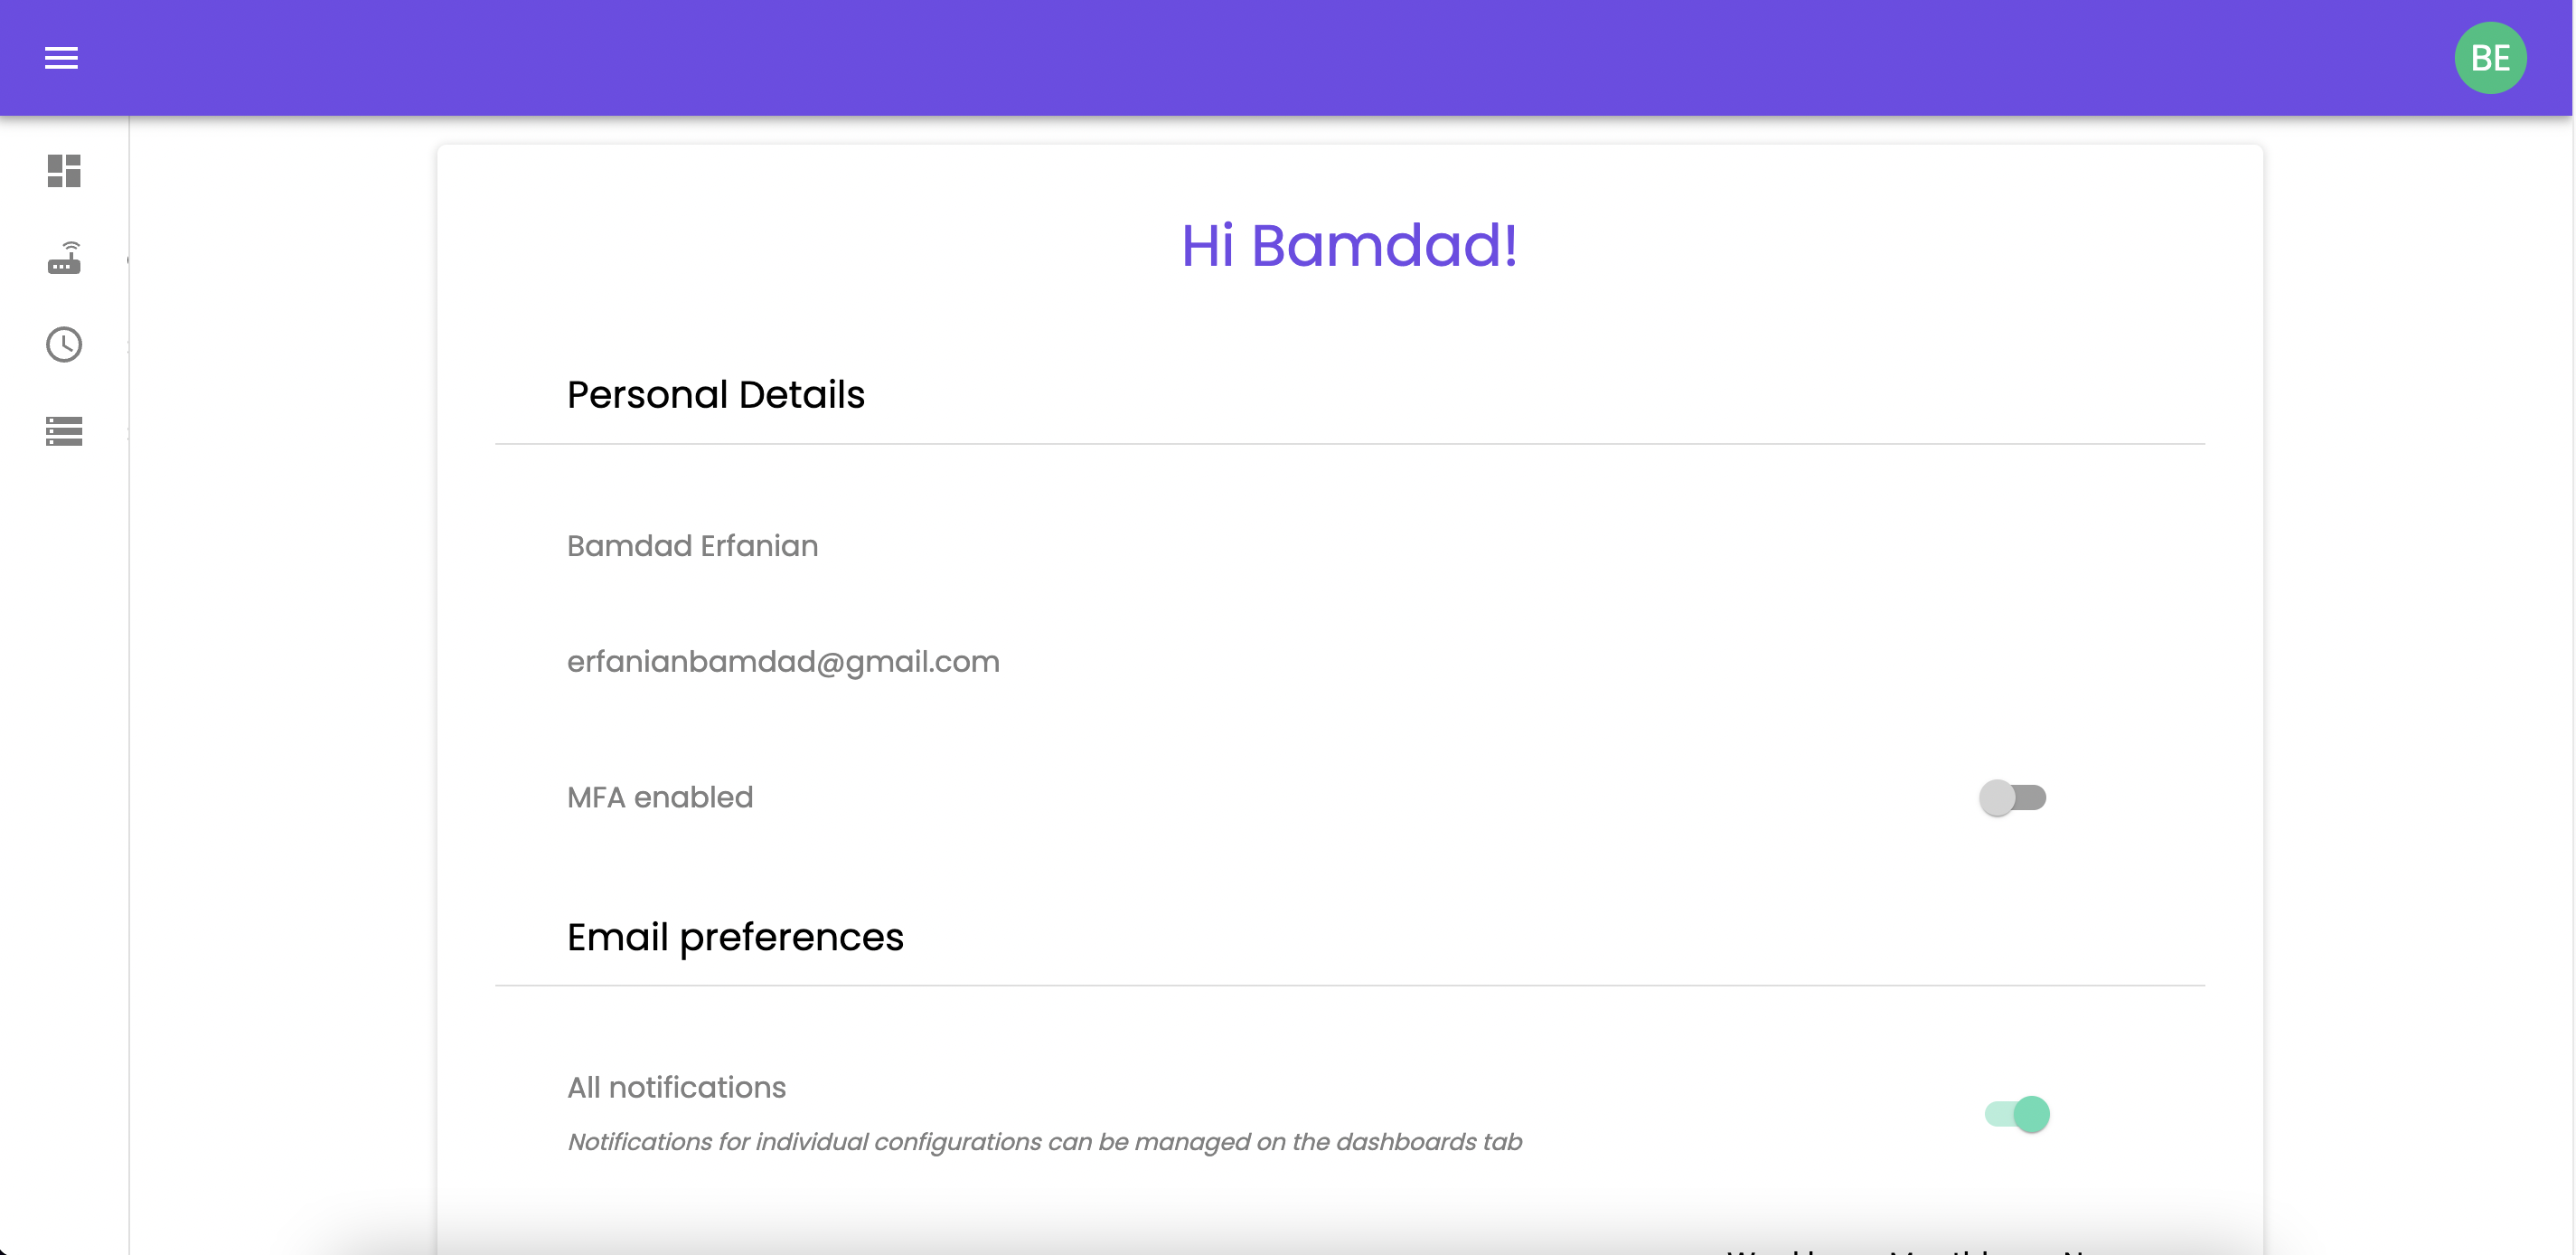 BE
Hi Bamdad!
Personal Details
Bamdad Erfanian
erfanianbamdad@gmail.com
MFA enabled
Email preferences
All notifications
Notifications for individual configurations can be managed on the dashboards tab